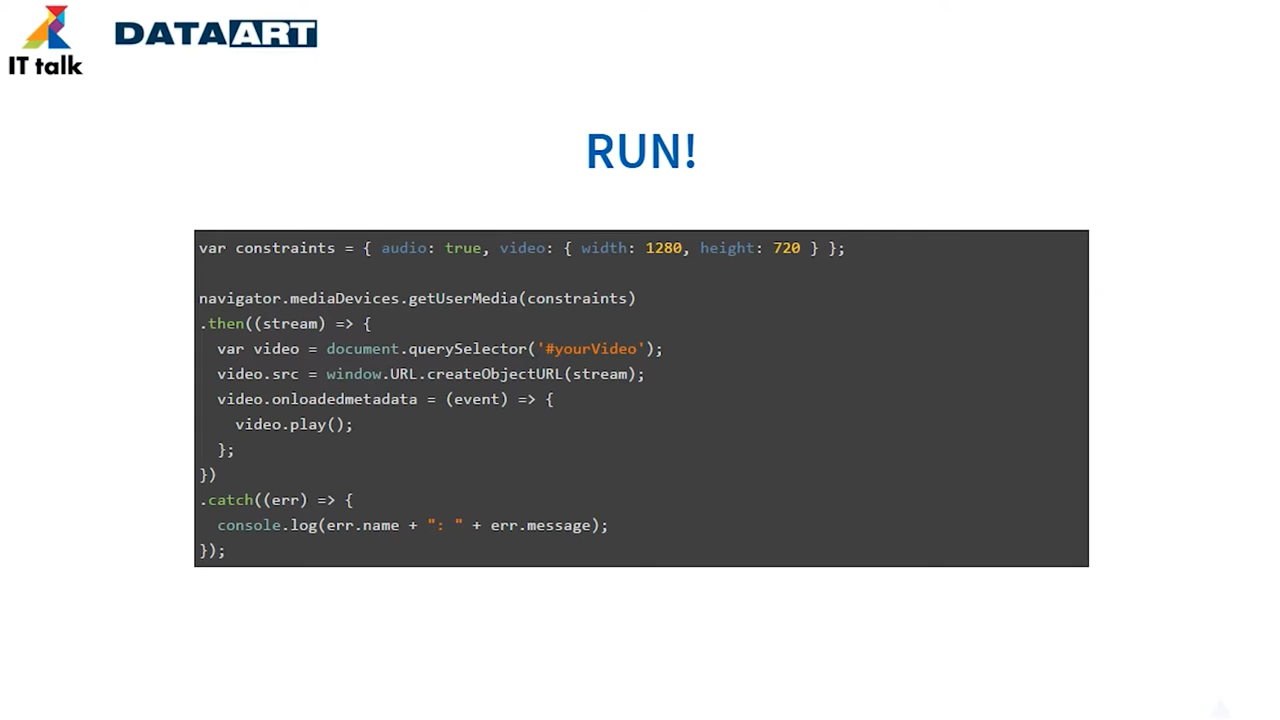 IT talk
DATAART
RUN!
var constraints = { audio: true, video: { width: 1280, height: 720 } };
navigator.mediaDevices.getUserMedia(constraints)
.then((stream) => {
  var video = document.querySelector('#yourVideo');
  video.src = window.URL.createObjectURL(stream);
  video.onloadedmetadata = (event) => {
    video.play();
  };
})
.catch((err) => {
  console.log(err.name + ": " + err.message);
});